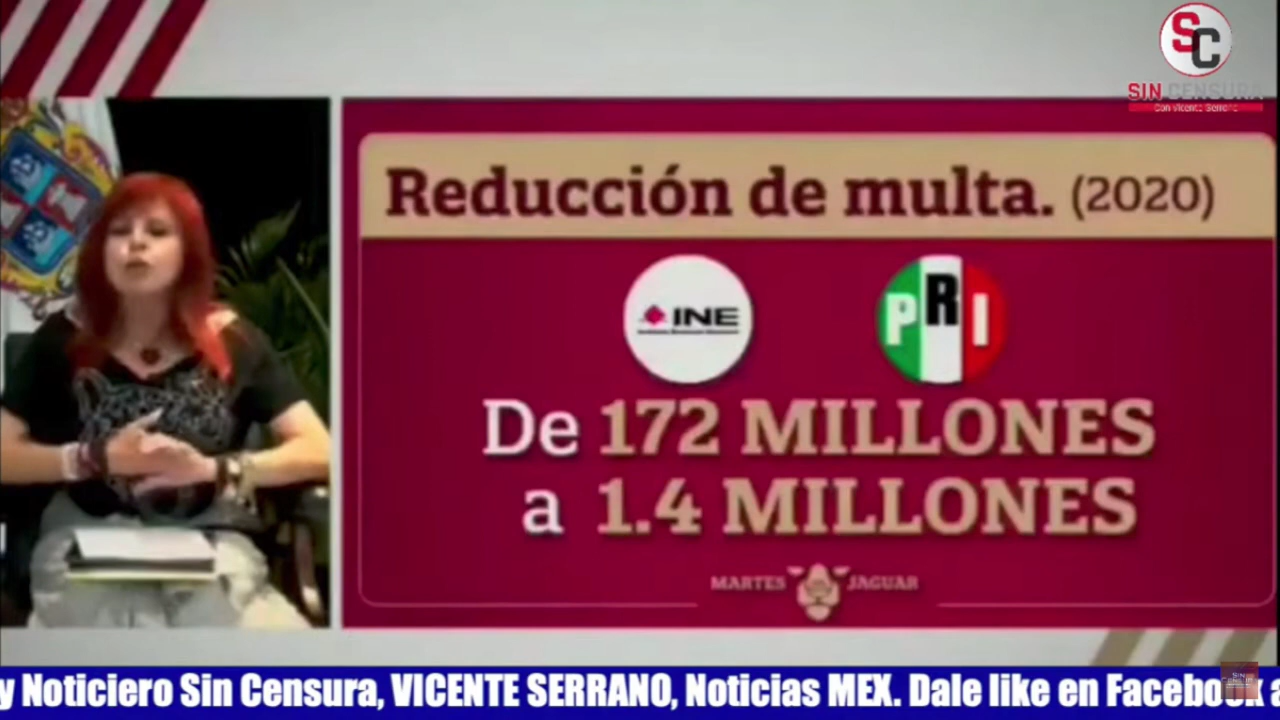 SC
SIN CENSURA
Con Vicente Serrano
Reducción de multa. (2020)
INE
PRI
De 172 MILLONES
a 1.4 MILLONES
MARTES JAGUAR
y Noticiero Sin Censura, VICENTE SERRANO, Noticias MEX. Dale like en Facebook a